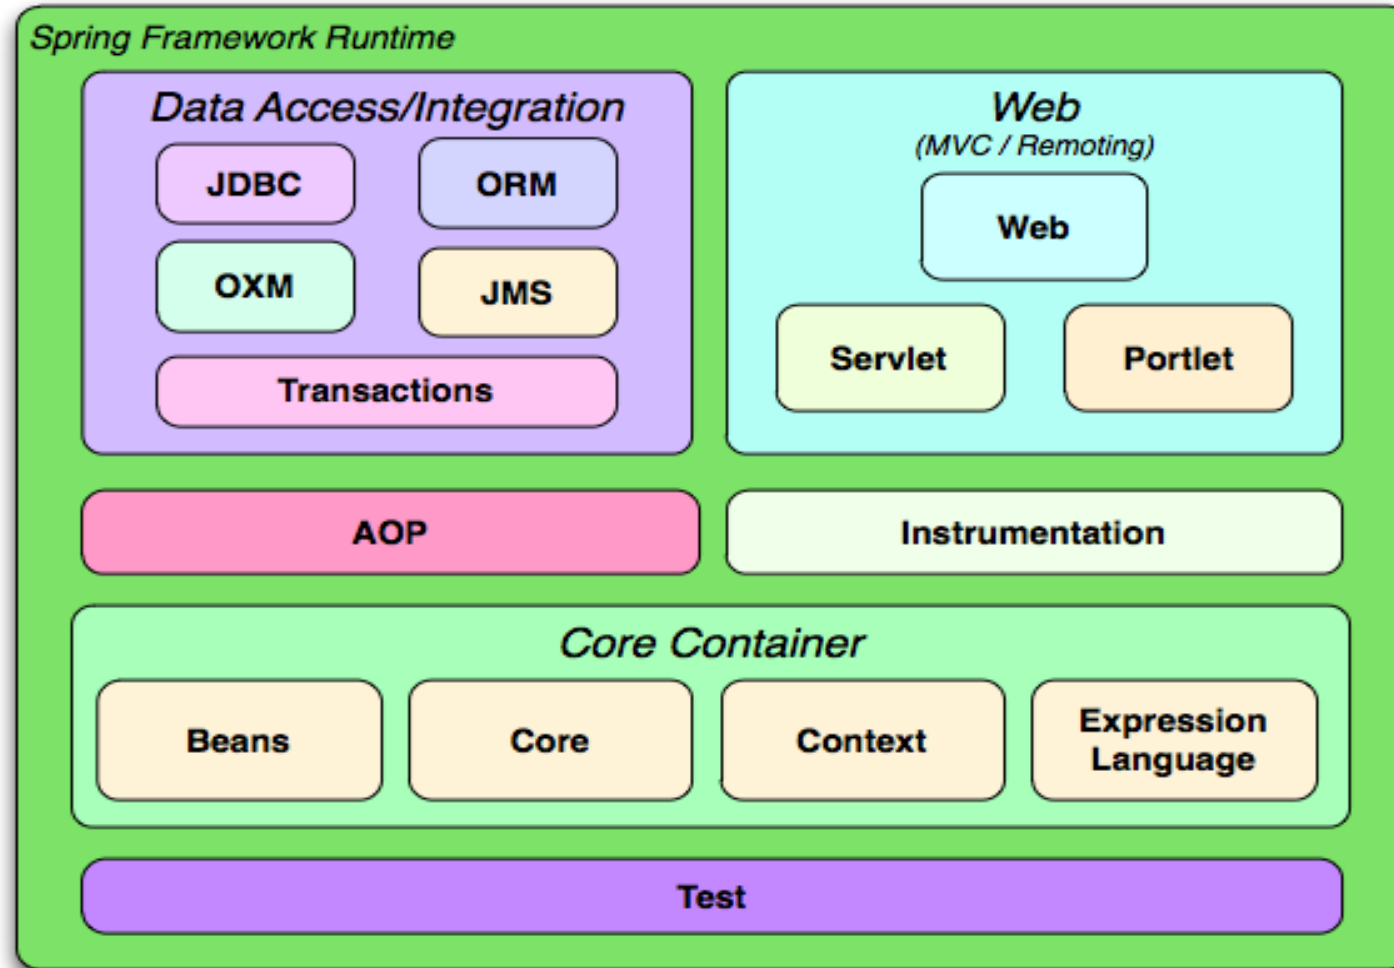 Spring Framework Runtime
Data Access/Integration
JDBC
ORM
OXM
JMS
Transactions
Web
(MVC / Remoting)
Web
Servlet
Portlet
AOP
Instrumentation
Core Container
Beans
Core
Context
Expression
Language
Test